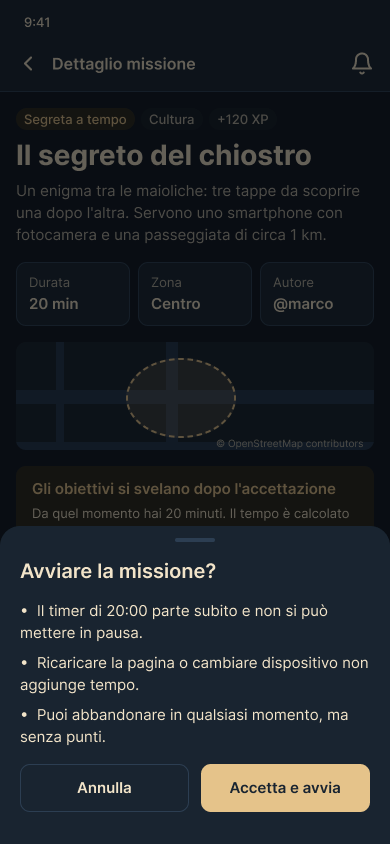 9:41
Dettaglio missione
Segreta a tempo
Cultura
+120 XP
Il segreto del chiostro
Un enigma tra le maioliche: tre tappe da scoprire
una dopo l'altra. Servono uno smartphone con
fotocamera e una passeggiata di circa 1 km.
Durata
20 min
Zona
Centro
Autore
@marco
© OpenStreetMap contributors
Gli obiettivi si svelano dopo l'accettazione
Da quel momento hai 20 minuti. Il tempo è calcolato
Avviare la missione?
• Il timer di 20:00 parte subito e non si può
mettere in pausa.
• Ricaricare la pagina o cambiare dispositivo non
aggiunge tempo.
• Puoi abbandonare in qualsiasi momento, ma
senza punti.
Annulla
Accetta e avvia